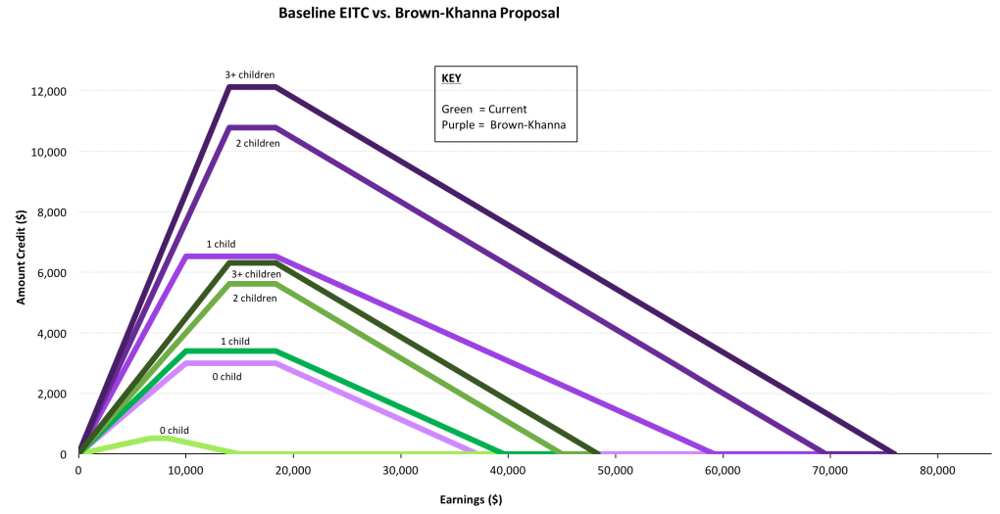 Baseline EITC vs. Brown-Khanna Proposal
KEY
Green = Current
Purple = Brown-Khanna
3+ children
2 children
1 child
3+ children
2 children
1 child
0 child
0 child
Amount Credit ($)
12,000
10,000
8,000
6,000
4,000
2,000
0
0
10,000
20,000
30,000
40,000
50,000
60,000
70,000
80,000
Earnings ($)